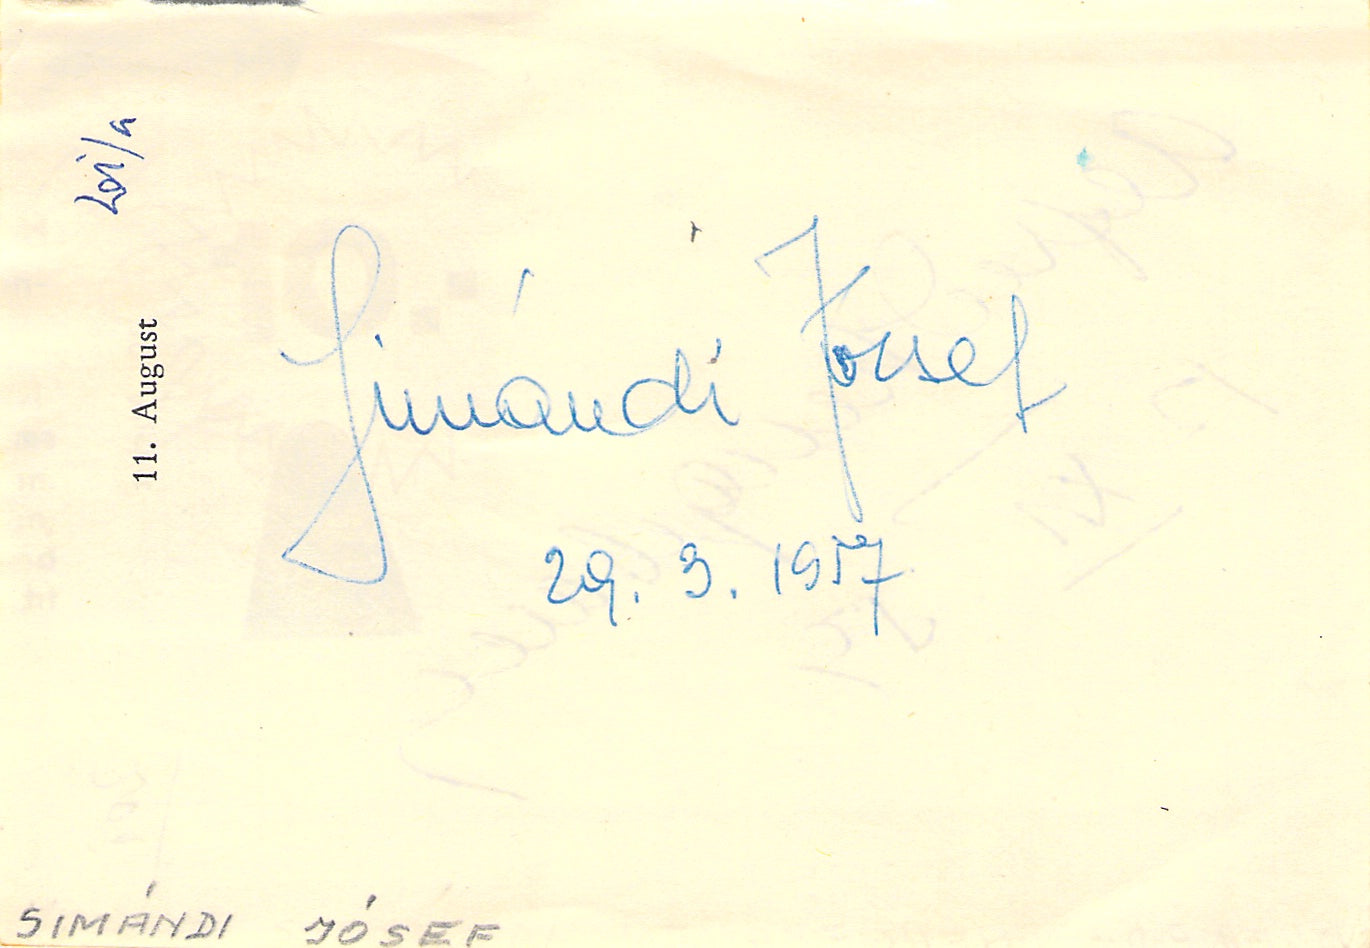 201/a
11. August
Simándi József
29. 3. 1957
SIMÁNDI JÓSEF